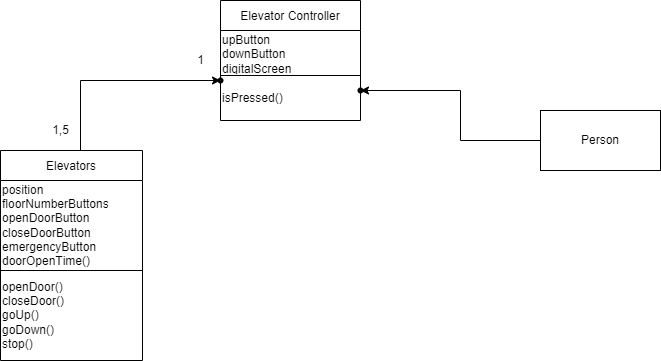 Elevator Controller
upButton
downButton
digitalScreen
isPressed()
1
1,5
Person
Elevators
position
floorNumberButtons
openDoorButton
closeDoorButton
emergencyButton
doorOpenTime()
openDoor()
closeDoor()
goUp()
goDown()
stop()